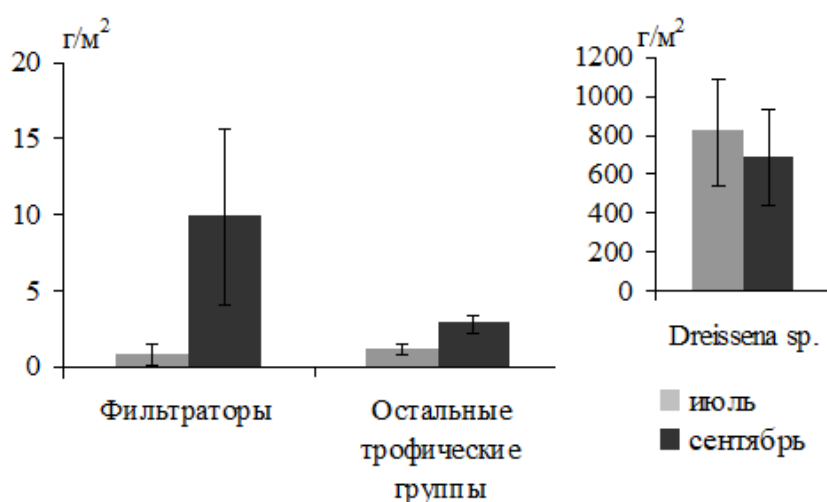 г/м²
20
15
10
5
0
Фильтраторы
Остальные
трофические
группы
г/м²
1200
1000
800
600
400
200
0
Dreissena sp.
июль
сентябрь